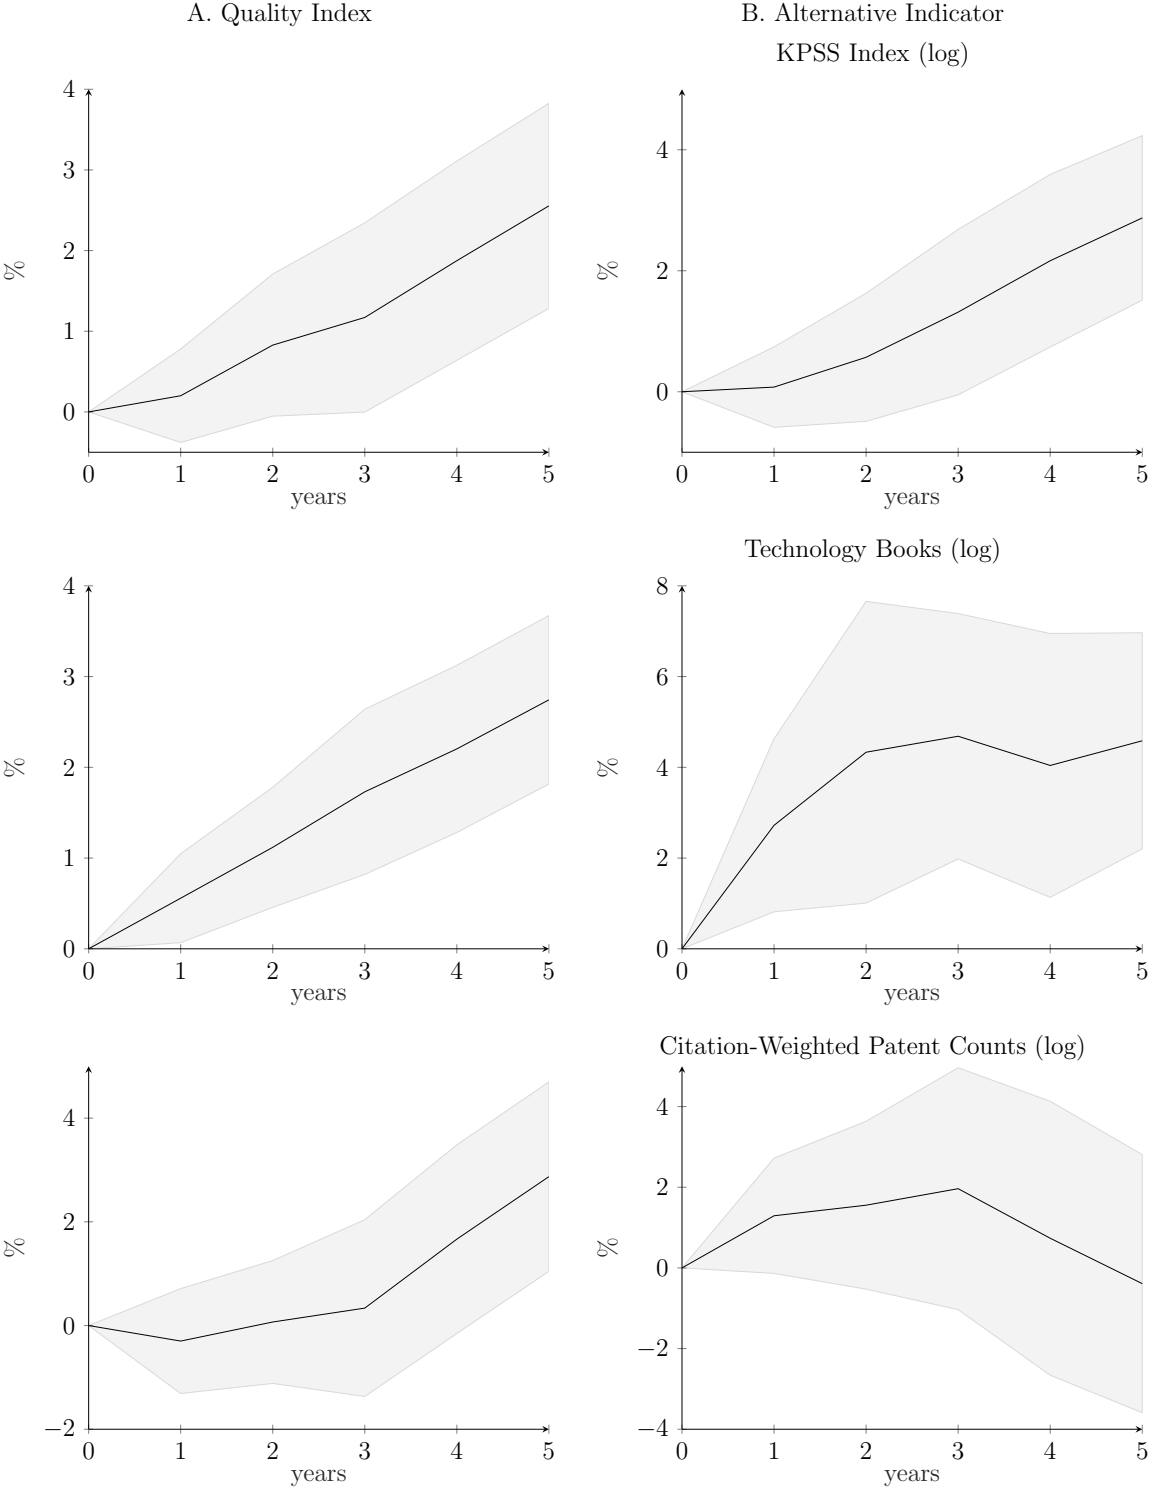 A. Quality Index
B. Alternative Indicator
KPSS Index (log)
4
3
2
1
0
%
0 1 2 3 4 5
years
4
2
0
%
0 1 2 3 4 5
years
Technology Books (log)
4
3
2
1
0
%
0 1 2 3 4 5
years
8
6
4
2
0
%
0 1 2 3 4 5
years
Citation-Weighted Patent Counts (log)
4
2
0
−2
%
0 1 2 3 4 5
years
4
2
0
−2
−4
%
0 1 2 3 4 5
years